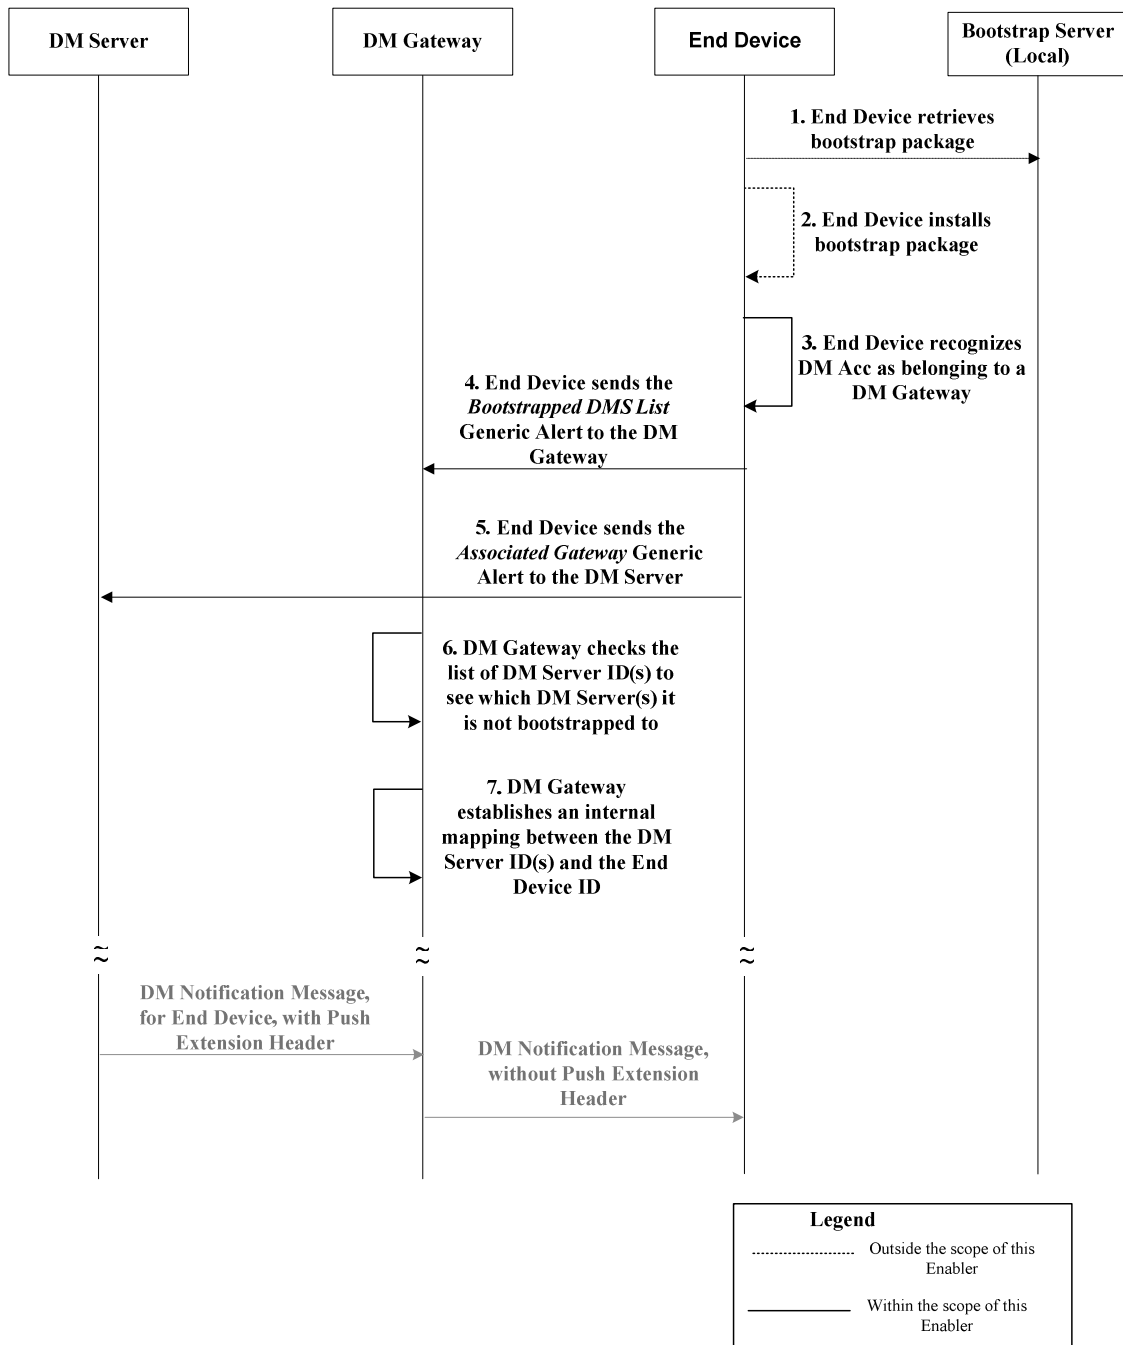 DM Server
DM Gateway
End Device
Bootstrap Server
(Local)
1. End Device retrieves
bootstrap package
2. End Device installs
bootstrap package
3. End Device recognizes
DM Acc as belonging to a
DM Gateway
4. End Device sends the
Bootstrapped DMS List
Generic Alert to the DM
Gateway
5. End Device sends the
Associated Gateway Generic
Alert to the DM Server
6. DM Gateway checks the
list of DM Server ID(s) to
see which DM Server(s) it
is not bootstrapped to
7. DM Gateway
establishes an internal
mapping between the DM
Server ID(s) and the End
Device ID
DM Notification Message,
for End Device, with Push
Extension Header
DM Notification Message,
without Push Extension
Header
Legend
Outside the scope of this
Enabler
Within the scope of this
Enabler